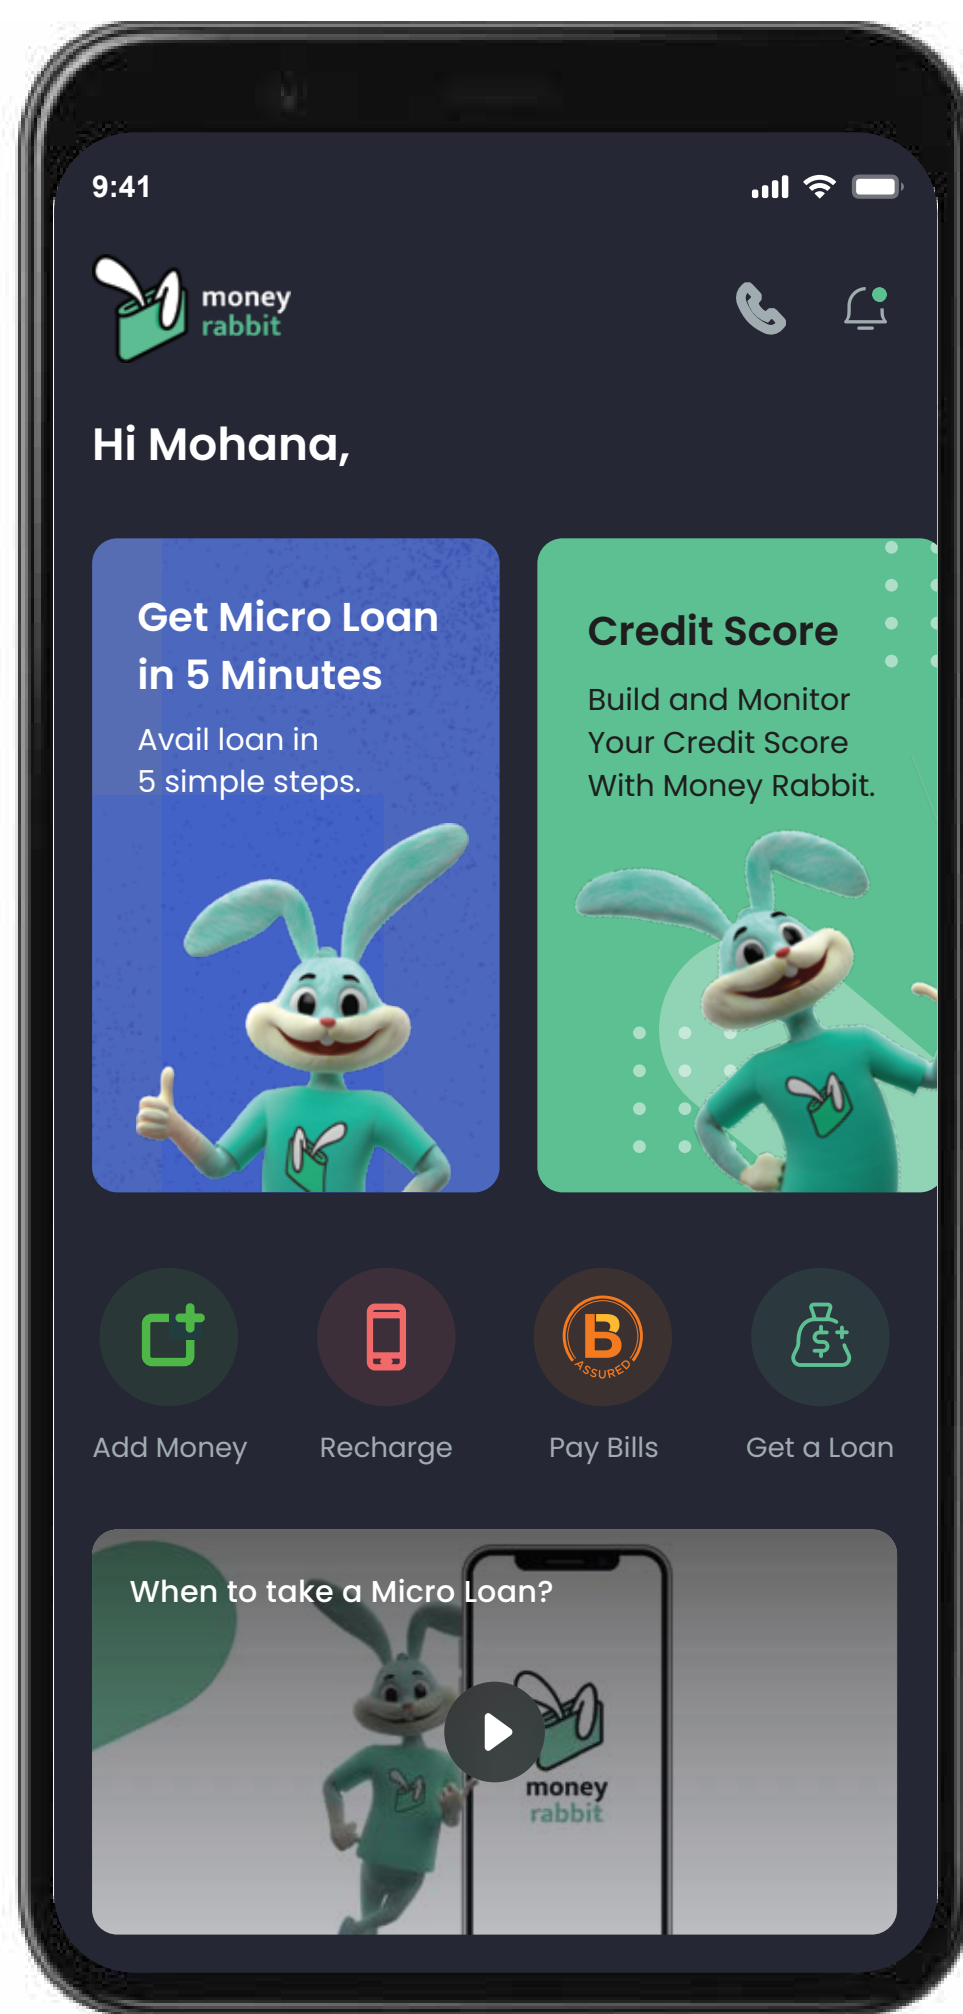 9:41
money
rabbit
Hi Mohana,
Get Micro Loan
in 5 Minutes
Avail loan in
5 simple steps.
Credit Score
Build and Monitor
Your Credit Score
With Money Rabbit.
B
ASSURED
$
Add Money
Recharge
Pay Bills
Get a Loan
When to take a Micro Loan?
money
rabbit